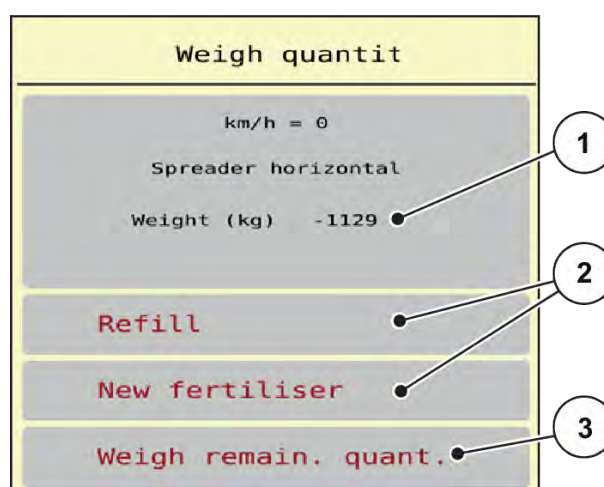 Weigh quantit
km/h = 0
Spreader horizontal
Weight (kg) -1129
1
2
Refill
New fertiliser
3
Weigh remain. quant.